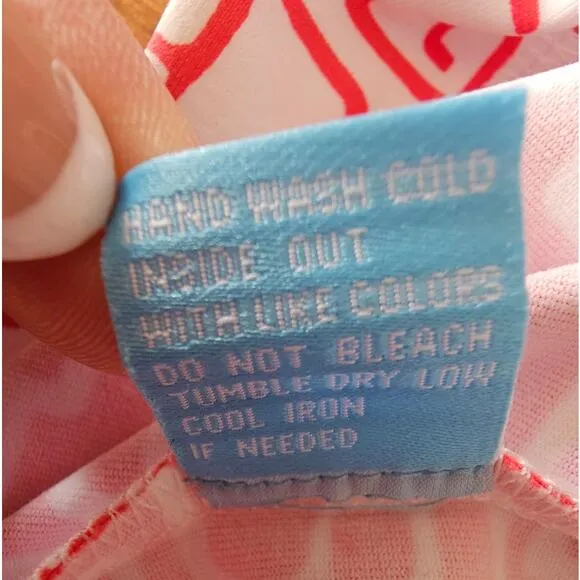 HAND WASH COLD
INSIDE OUT
WITH LIKE COLORS
DO NOT BLEACH
TUMBLE DRY LOW
COOL IRON
IF NEEDED